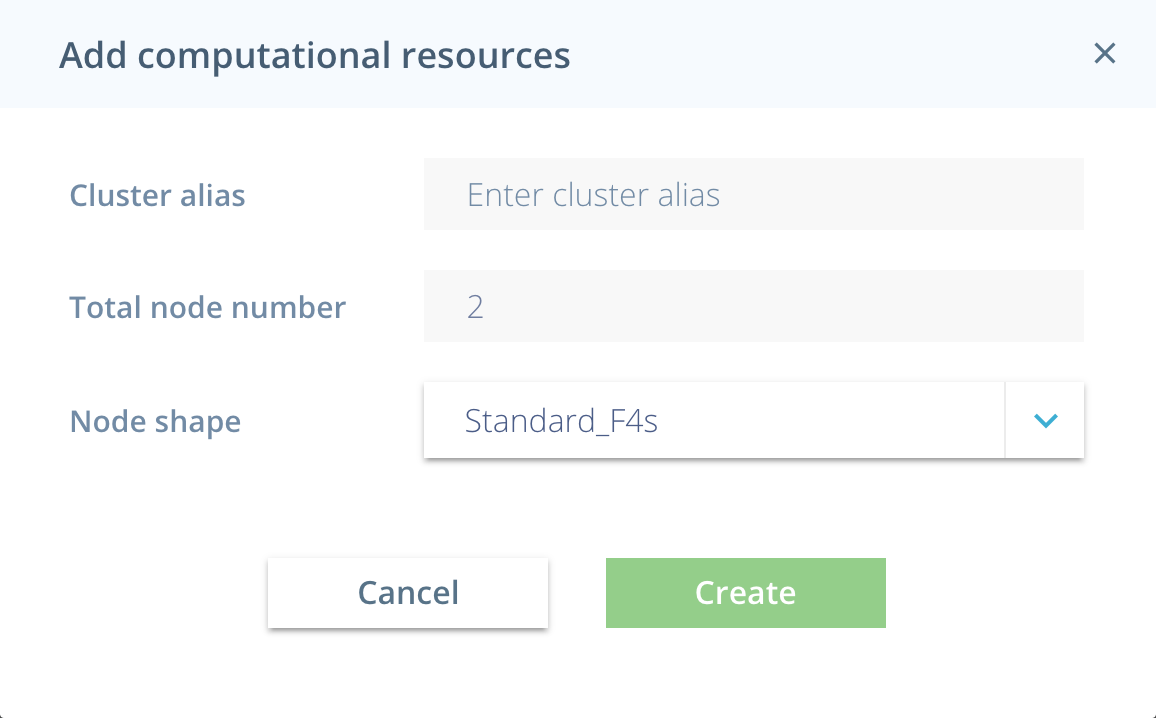 Add computational resources
Cluster alias
Enter cluster alias
Total node number
2
Node shape
Standard_F4s
Cancel
Create